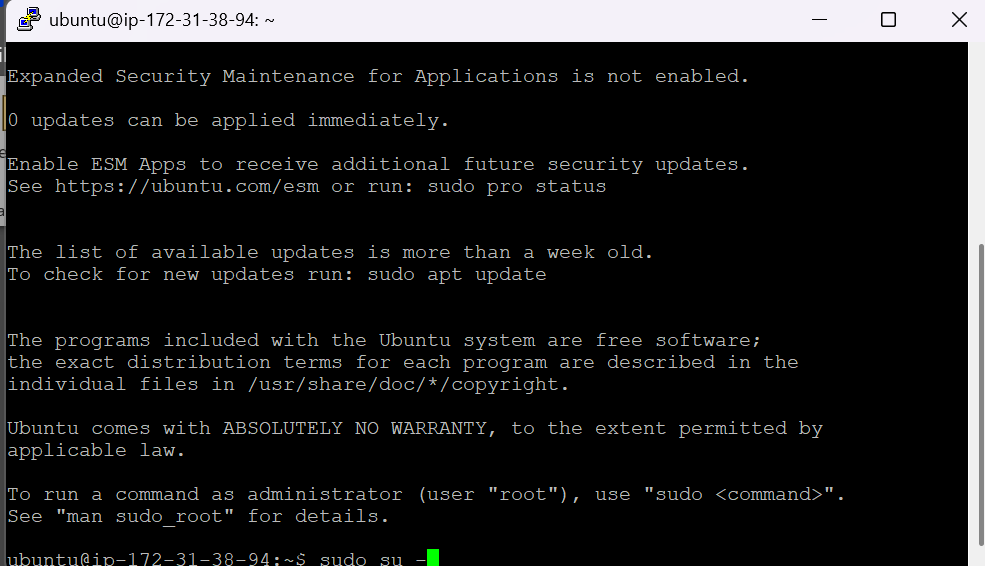 ubuntu@ip-172-31-38-94: ~
Expanded Security Maintenance for Applications is not enabled.
0 updates can be applied immediately.
Enable ESM Apps to receive additional future security updates.
See https://ubuntu.com/esm or run: sudo pro status
The list of available updates is more than a week old.
To check for new updates run: sudo apt update
The programs included with the Ubuntu system are free software;
the exact distribution terms for each program are described in the
individual files in /usr/share/doc/*/copyright.
Ubuntu comes with ABSOLUTELY NO WARRANTY, to the extent permitted by
applicable law.
To run a command as administrator (user "root"), use "sudo <command>".
See "man sudo_root" for details.
ubuntu@ip-172-31-38-94:~$ sudo su -